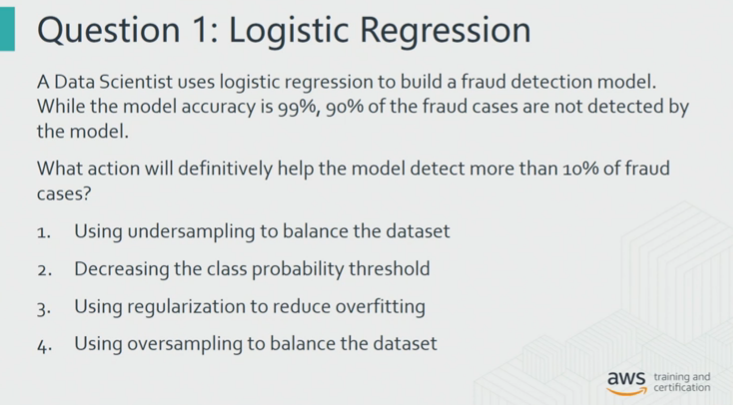 Question 1: Logistic Regression
A Data Scientist uses logistic regression to build a fraud detection model.
While the model accuracy is 99%, 90% of the fraud cases are not detected by
the model.
What action will definitively help the model detect more than 10% of fraud
cases?
1. Using undersampling to balance the dataset
2. Decreasing the class probability threshold
3. Using regularization to reduce overfitting
4. Using oversampling to balance the dataset
aws training and
certification